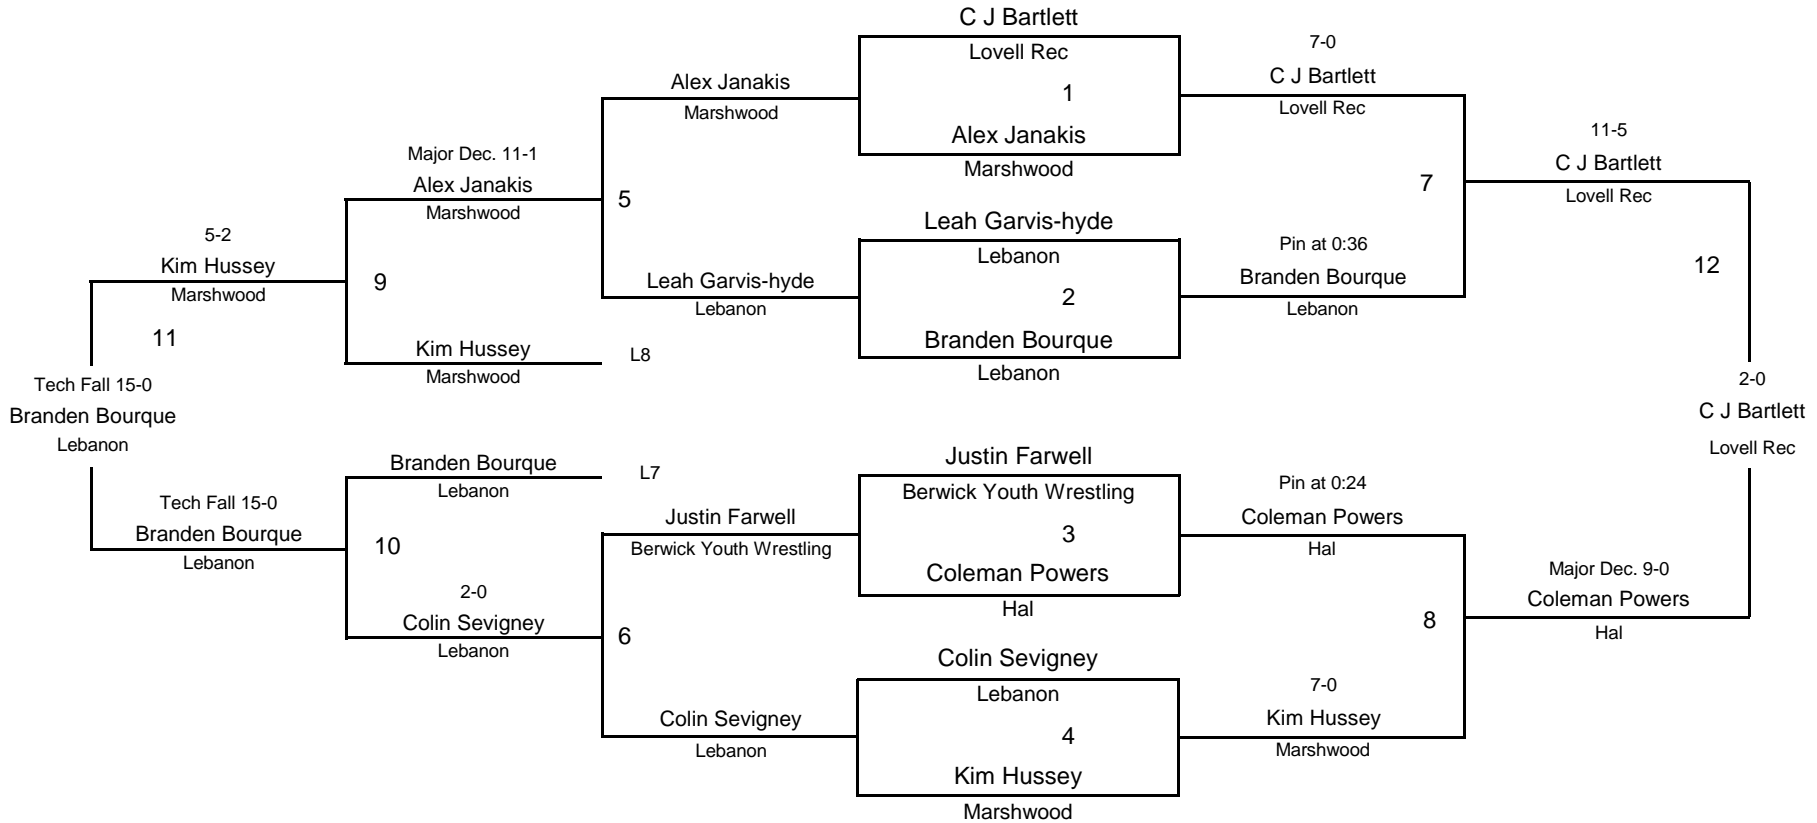 C J Bartlett
Lovell Rec
1
Alex Janakis
Marshwood
Leah Garvis-hyde
Lebanon
2
Branden Bourque
Lebanon
Justin Farwell
Berwick Youth Wrestling
3
Coleman Powers
Hal
Colin Sevigney
Lebanon
4
Kim Hussey
Marshwood
7-0
C J Bartlett
Lovell Rec
7
Pin at 0:36
Branden Bourque
Lebanon
Pin at 0:24
Coleman Powers
Hal
8
7-0
Kim Hussey
Marshwood
11-5
C J Bartlett
Lovell Rec
12
Major Dec. 9-0
Coleman Powers
Hal
2-0
C J Bartlett
Lovell Rec
Alex Janakis
Marshwood
5
Leah Garvis-hyde
Lebanon
Justin Farwell
Berwick Youth Wrestling
6
Colin Sevigney
Lebanon
Major Dec. 11-1
Alex Janakis
Marshwood
9
Kim Hussey
Marshwood
L8
Branden Bourque
Lebanon
L7
10
2-0
Colin Sevigney
Lebanon
5-2
Kim Hussey
Marshwood
11
Tech Fall 15-0
Branden Bourque
Lebanon
Tech Fall 15-0
Branden Bourque
Lebanon